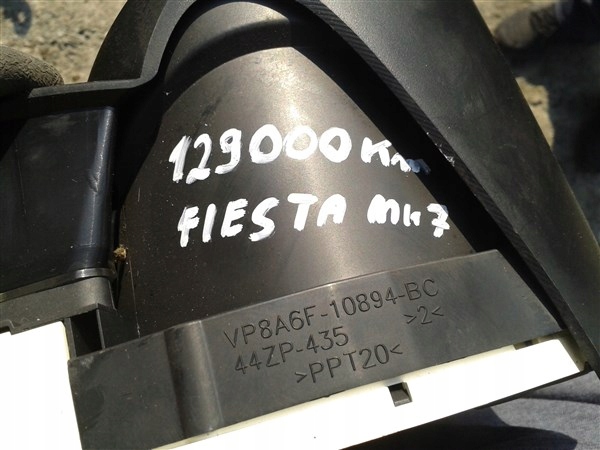 129000 Km
FIESTA MK7
VP8A6F-10894-BC
44ZP-435 >2<
>PPT20<